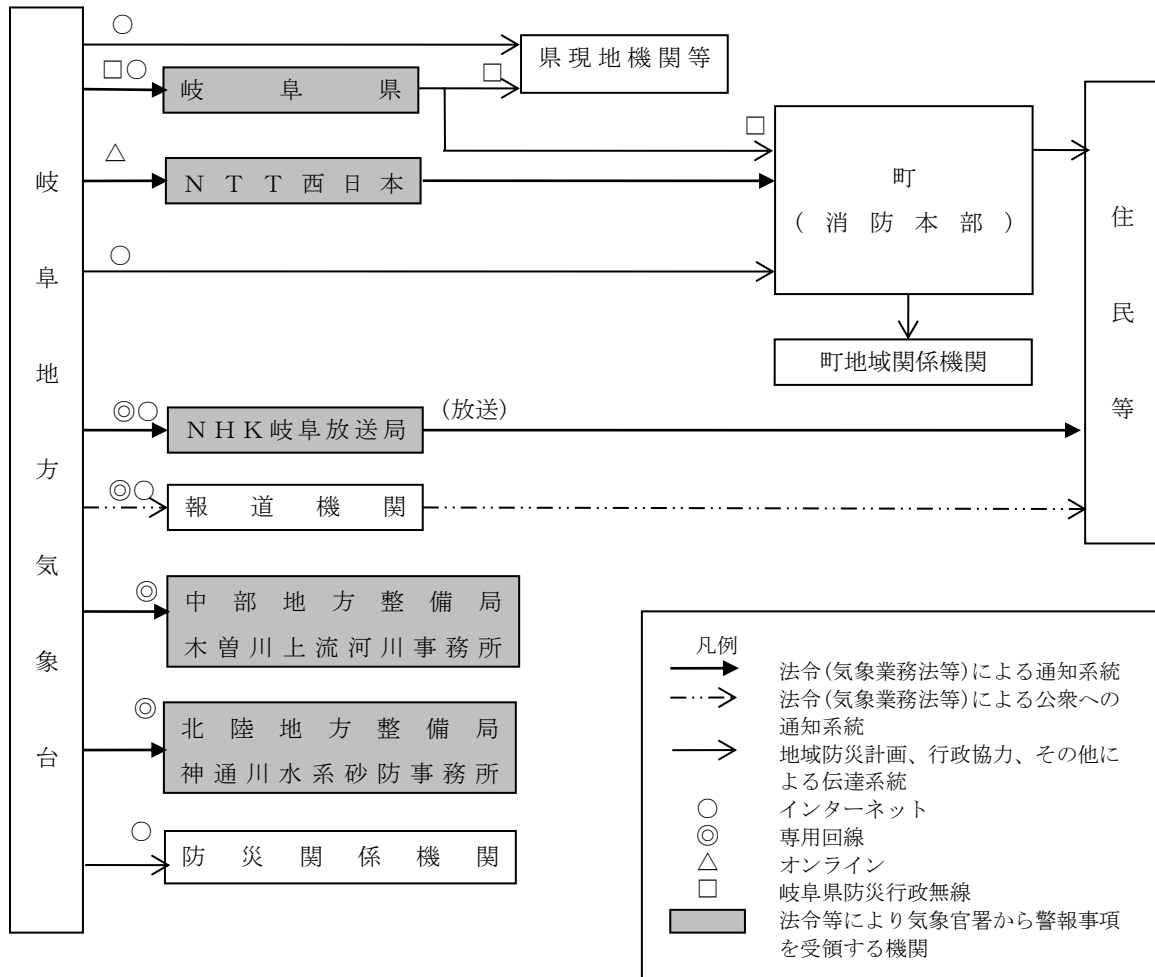 岐阜地方気象台
○
□○
△
○
◎○
◎○
◎
◎
○
県現地機関等
岐阜県
□
□
NTT西日本
町
(消防本部)
町地域関係機関
住民等
NHK岐阜放送局
(放送)
報道機関
中部地方整備局
木曽川上流河川事務所
北陸地方整備局
神通川水系砂防事務所
防災関係機関
凡例
法令(気象業務法等)による通知系統
法令(気象業務法等)による公衆への
通知系統
地域防災計画、行政協力、その他に
よる伝達系統
○ インターネット
◎ 専用回線
△ オンライン
□ 岐阜県防災行政無線
法令等により気象官署から警報事項
を受領する機関